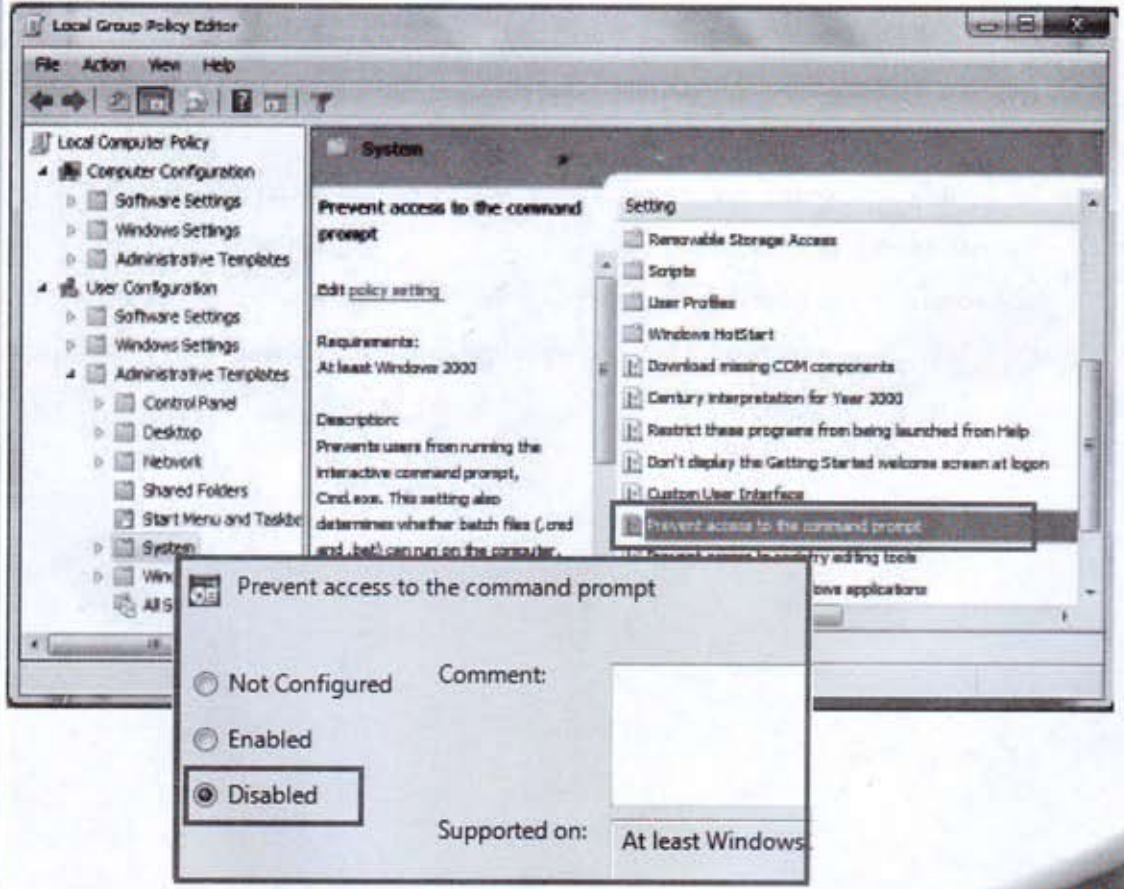 Local Group Policy Editor
File Action View Help
Local Computer Policy
Computer Configuration
Software Settings
Windows Settings
Administrative Templates
User Configuration
Software Settings
Windows Settings
Administrative Templates
Control Panel
Desktop
Network
Shared Folders
Start Menu and Taskba
System
Wind
All S
System
Prevent access to the command
prompt
Edit policy setting
Requirements:
At least Windows 2000
Description:
Prevents users from running the
interactive command prompt,
Cmd.exe. This setting also
determines whether batch files (.cmd
and .bat) can run on the computer.
Setting
Removable Storage Access
Scripts
User Profiles
Windows HotStart
Download missing COM components
Century interpretation for Year 2000
Restrict these programs from being launched from Help
Don't display the Getting Started welcome screen at logon
Custom User Interface
Prevent access to the command prompt
Prevent access to registry editing tools
dows applications
Prevent access to the command prompt
Not Configured
Enabled
Disabled
Comment:
Supported on:
At least Windows